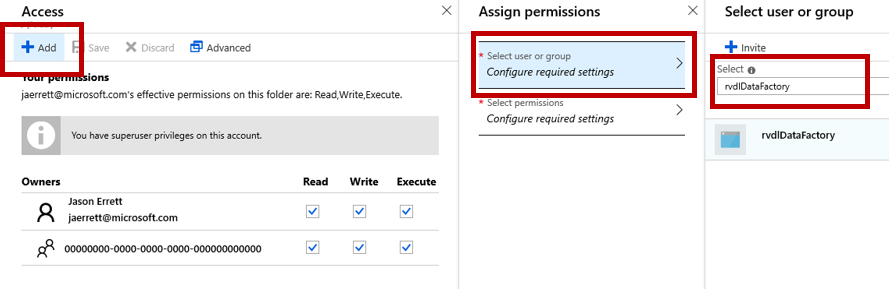 Access
Add
Save
Discard
Advanced
Your permissions
jaerrett@microsoft.com's effective permissions on this folder are: Read,Write,Execute.
You have superuser privileges on this account.
Owners Read Write Execute
Jason Errett
jaerrett@microsoft.com
00000000-0000-0000-0000-000000000000
Assign permissions
* Select user or group
Configure required settings
* Select permissions
Configure required settings
Select user or group
Invite
Select
rvdlDataFactory
rvdlDataFactory